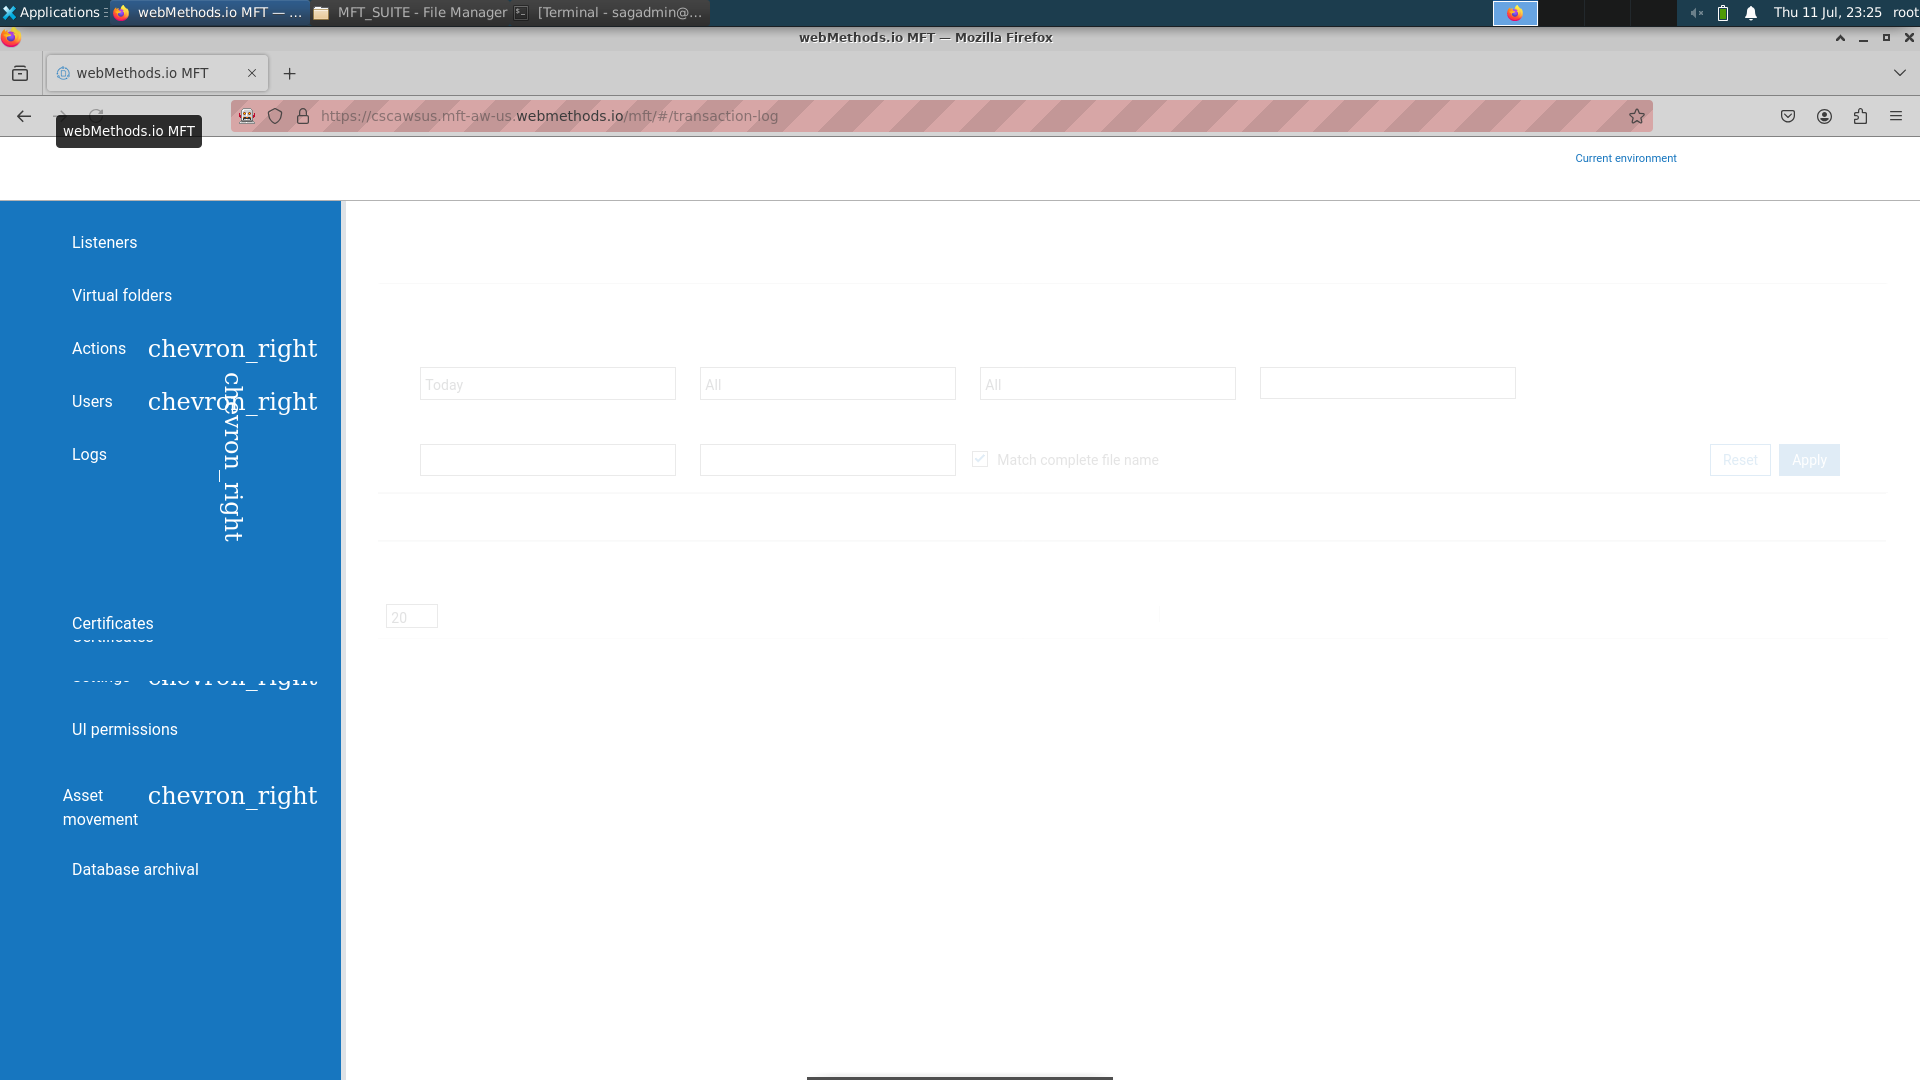 Applications
webMethods.io MFT — ...
MFT_SUITE - File Manager
[Terminal - sagadmin@...
Thu 11 Jul, 23:25
root
webMethods.io MFT — Mozilla Firefox
webMethods.io MFT
https://cscawsus.mft-aw-us.webmethods.io/mft/#/transaction-log
webMethods.io MFT
Current environment
Listeners
Virtual folders
Actions chevron_right
Users chevron_right
chevron_right
Logs
Today
All
All
Match complete file name
Reset
Apply
20
Certificates
Certificates
Settings chevron_right
UI permissions
Asset chevron_right
movement
Database archival